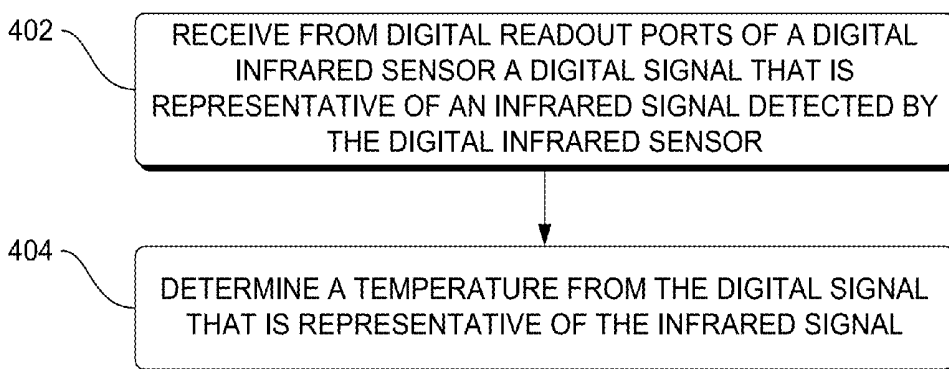 402
RECEIVE FROM DIGITAL READOUT PORTS OF A DIGITAL
INFRARED SENSOR A DIGITAL SIGNAL THAT IS
REPRESENTATIVE OF AN INFRARED SIGNAL DETECTED BY
THE DIGITAL INFRARED SENSOR
404
DETERMINE A TEMPERATURE FROM THE DIGITAL SIGNAL
THAT IS REPRESENTATIVE OF THE INFRARED SIGNAL